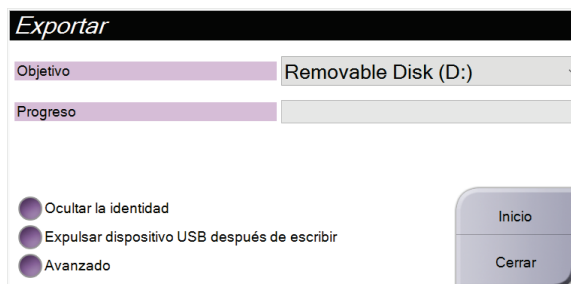 Exportar
Objetivo Removable Disk (D:)
Progreso
Ocultar la identidad
Expulsar dispositivo USB después de escribir
Avanzado
Inicio
Cerrar